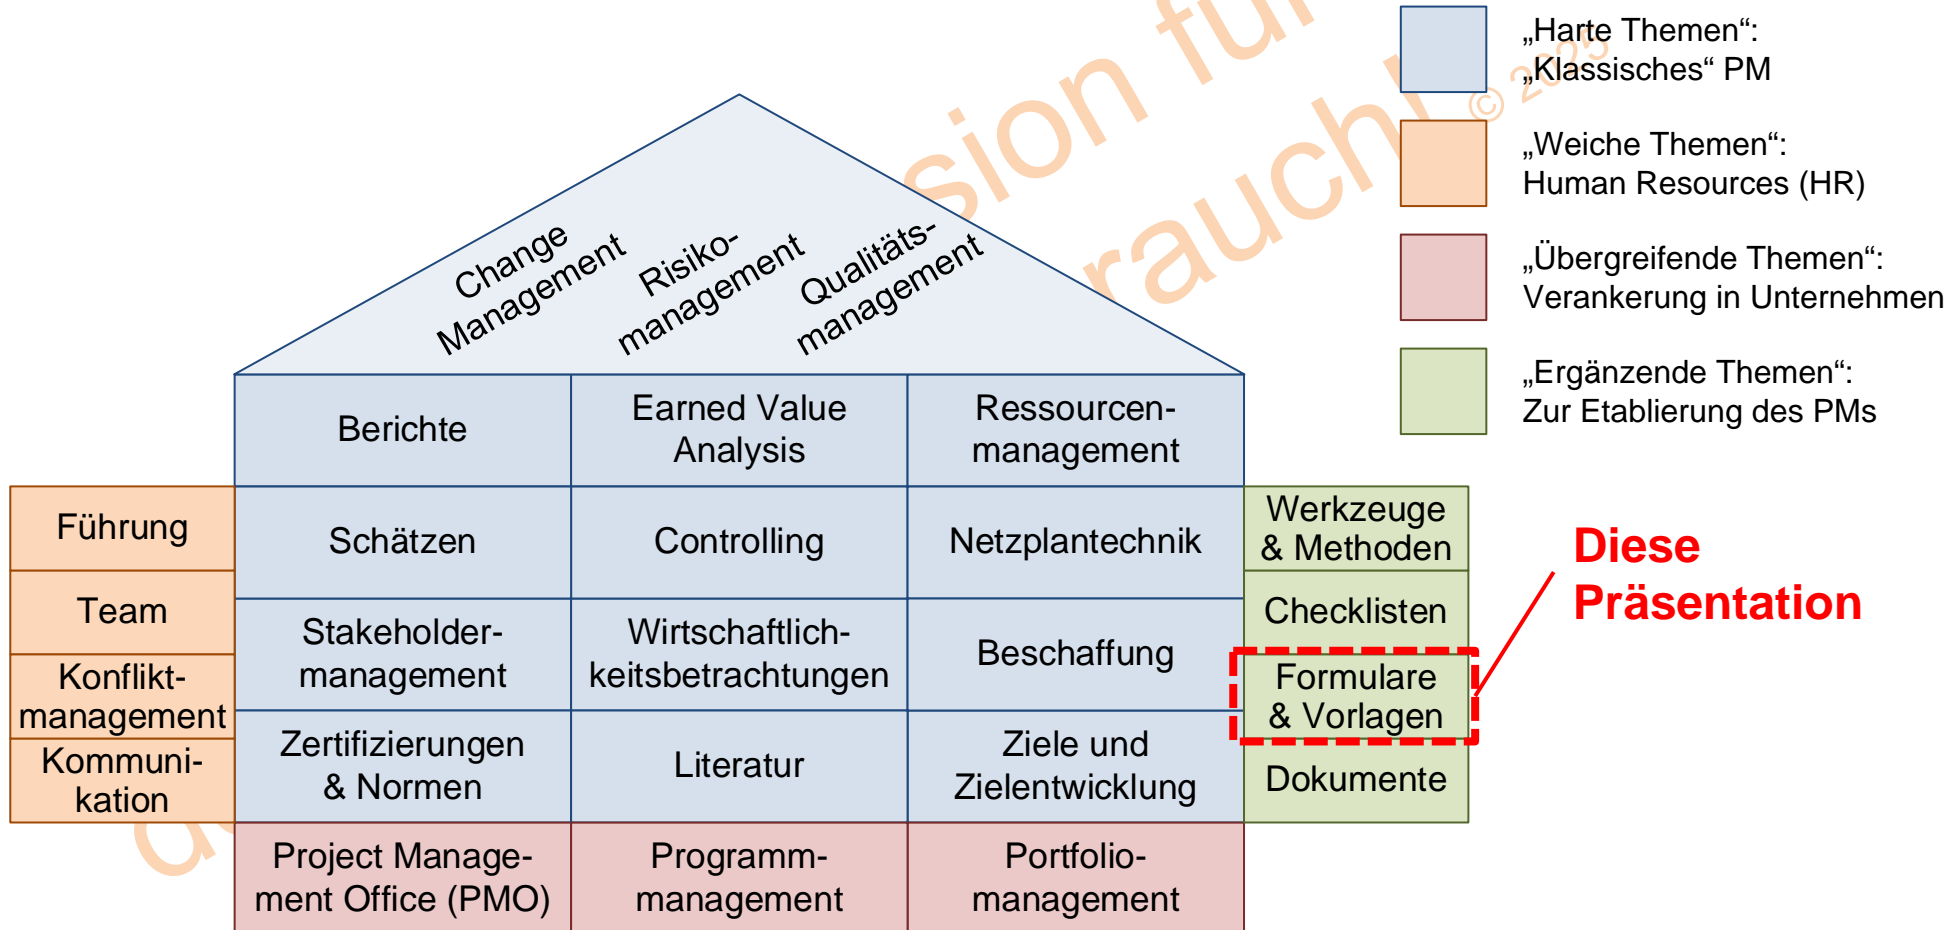 „Harte Themen“:
„Klassisches“ PM
© 2025
„Weiche Themen“:
Human Resources (HR)
„Übergreifende Themen“:
Verankerung in Unternehmen
„Ergänzende Themen“:
Zur Etablierung des PMs
Change
Management
Risiko-
management
Qualitäts-
management
Berichte
Earned Value
Analysis
Ressourcen-
management
Führung
Team
Konflikt-
management
Kommuni-
kation
Schätzen
Controlling
Netzplantechnik
Stakeholder-
management
Wirtschaftlich-
keitsbetrachtungen
Beschaffung
Zertifizierungen
& Normen
Literatur
Ziele und
Zielentwicklung
Werkzeuge
& Methoden
Checklisten
Formulare
& Vorlagen
Dokumente
Diese
Präsentation
Project Manage-
ment Office (PMO)
Programm-
management
Portfolio-
management